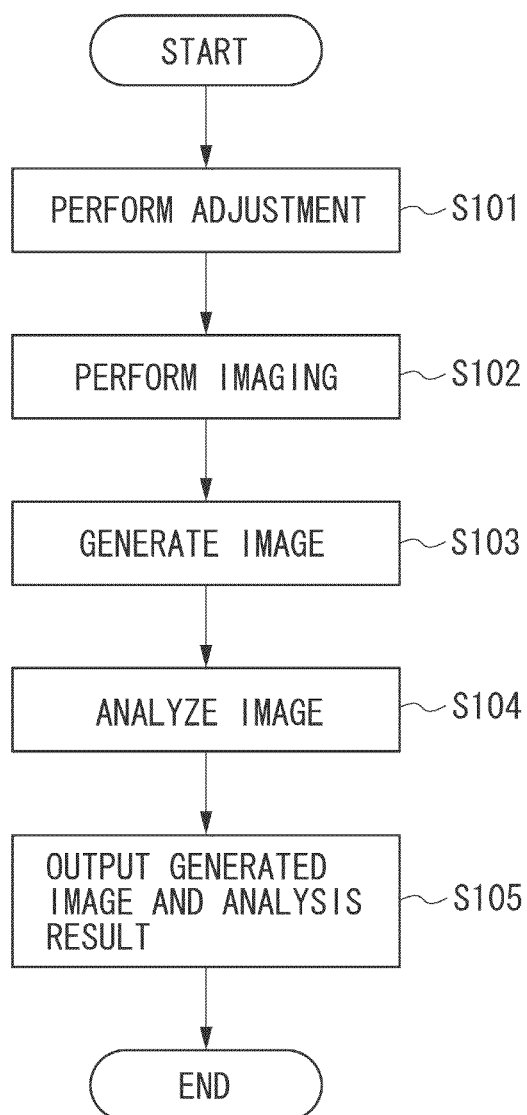 START
PERFORM ADJUSTMENT S101
PERFORM IMAGING S102
GENERATE IMAGE S103
ANALYZE IMAGE S104
OUTPUT GENERATED
IMAGE AND ANALYSIS S105
RESULT
END